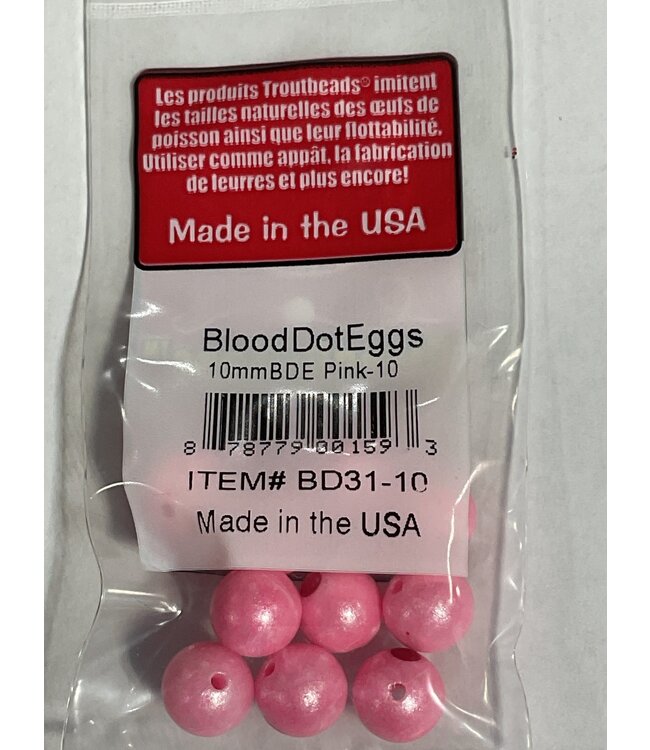 Les produits Troutbeads® imitent
les tailles naturelles des œufs de
poisson ainsi que leur flottabilité.
Utiliser comme appât, la fabrication
de leurres et plus encore!
Made in the USA
BloodDotEggs
10mmBDE Pink-10
8 78779 00159 3
ITEM# BD31-10
Made in the USA